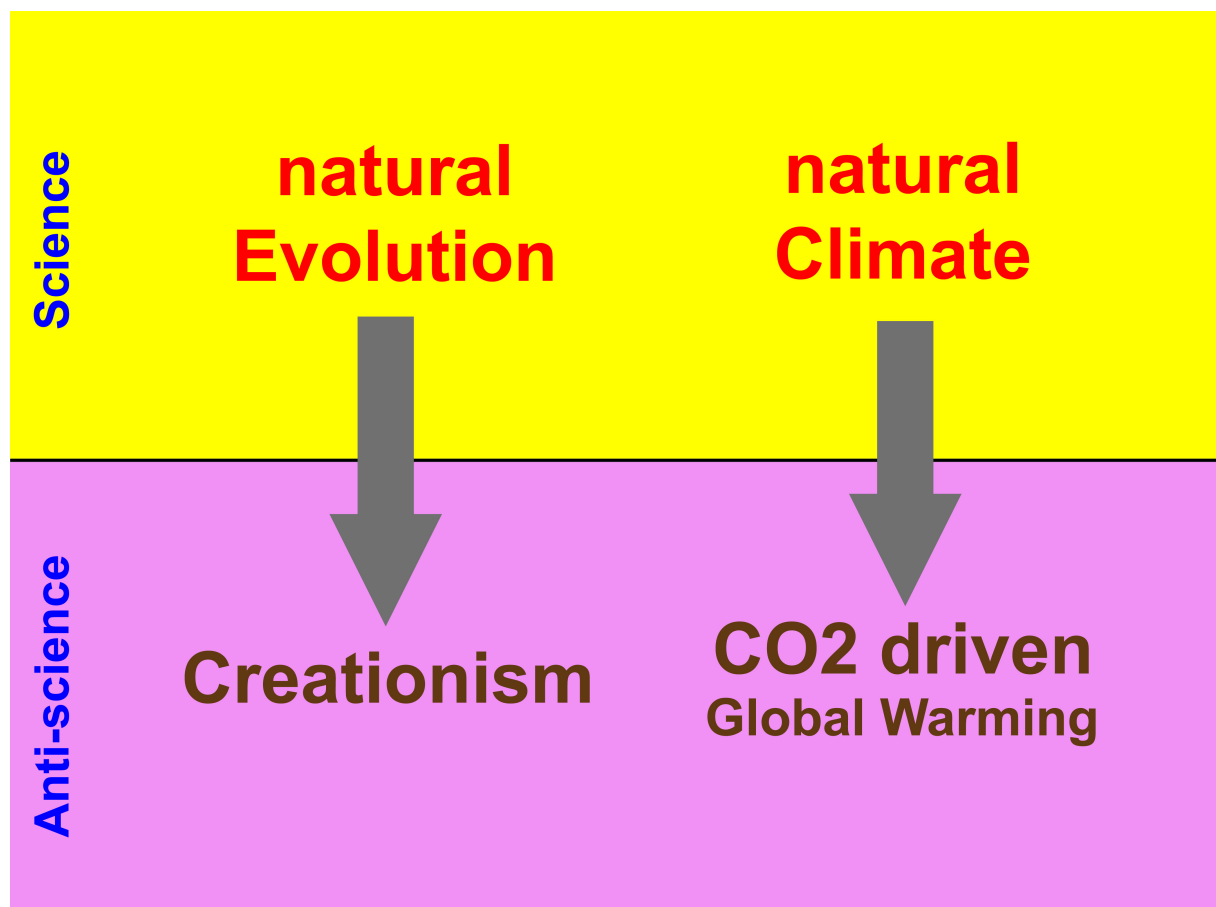 Science
natural
Evolution
natural
Climate
Anti-science
Creationism
CO2 driven
Global Warming